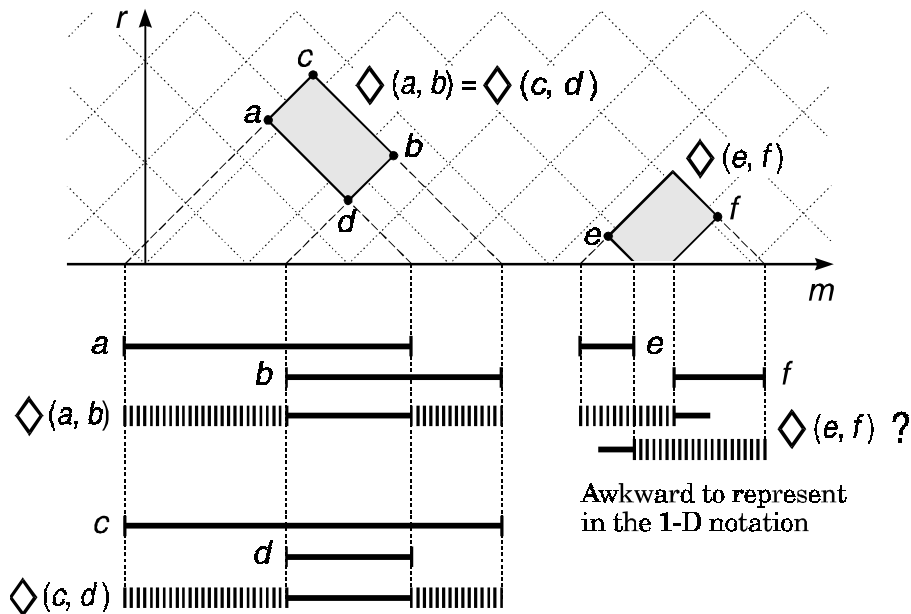 r
c
◇ (a, b) = ◇ (c, d)
a
b
◇ (e, f)
d
f
e
m
a
e
b
f
◇ (a, b)
◇ (e, f) ?
Awkward to represent
in the 1-D notation
c
d
◇ (c, d)